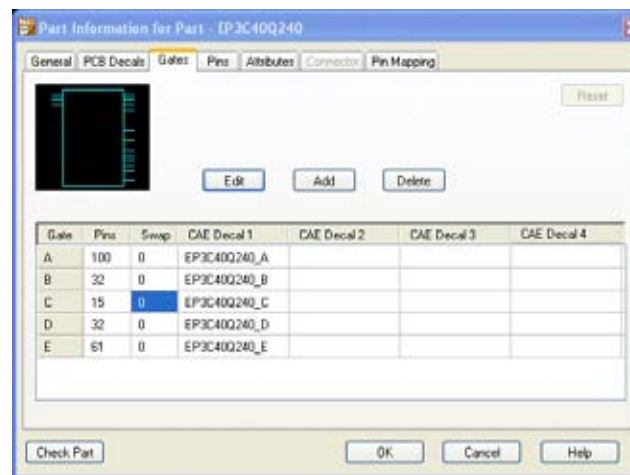 Part Information for Part - EP3C40Q240
General PCB Decals Gates Pins Attributes Connector Pin Mapping
Reset
Edit Add Delete
Gate Pins Swap CAE Decal 1 CAE Decal 2 CAE Decal 3 CAE Decal 4
A 100 0 EP3C40Q240_A
B 32 0 EP3C40Q240_B
C 15 0 EP3C40Q240_C
D 32 0 EP3C40Q240_D
E 61 0 EP3C40Q240_E
Check Part OK Cancel Help